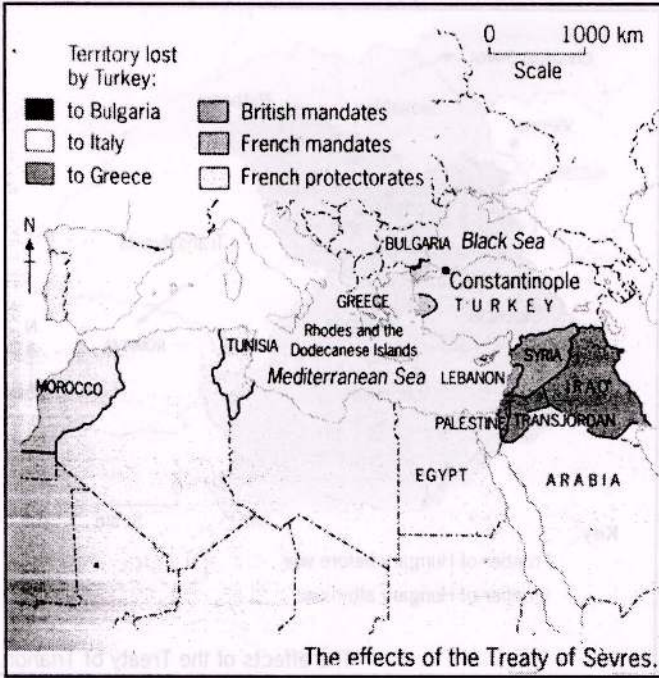 Territory lost
by Turkey:
to Bulgaria
to Italy
to Greece
British mandates
French mandates
French protectorates
0 1000 km
Scale
N
BULGARIA Black Sea
Constantinople
GREECE TURKEY
Rhodes and the
Dodecanese Islands
TUNISIA
Mediterranean Sea
MOROCCO
SYRIA
LEBANON
IRAQ
PALESTINE TRANSJORDAN
EGYPT
ARABIA
The effects of the Treaty of Sèvres.